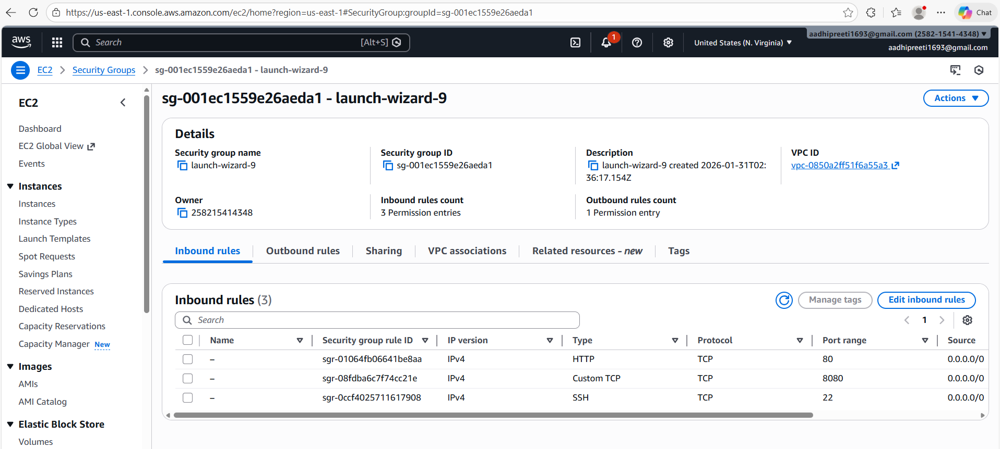 https://us-east-1.console.aws.amazon.com/ec2/home?region=us-east-1#SecurityGroup:groupId=sg-001ec1559e26aeda1
Chat
aws
Search
[Alt+S]
1
United States (N. Virginia)
aadhipreeti1693@gmail.com (2582-1541-4348)
aadhipreeti1693@gmail.com
EC2 > Security Groups > sg-001ec1559e26aeda1 - launch-wizard-9
EC2
Dashboard
EC2 Global View
Events
Instances
Instances
Instance Types
Launch Templates
Spot Requests
Savings Plans
Reserved Instances
Dedicated Hosts
Capacity Reservations
Capacity Manager New
Images
AMIs
AMI Catalog
Elastic Block Store
Volumes
sg-001ec1559e26aeda1 - launch-wizard-9
Actions
Details
Security group name
launch-wizard-9
Security group ID
sg-001ec1559e26aeda1
Description
launch-wizard-9 created 2026-01-31T02:
36:17.154Z
VPC ID
vpc-0850a2ff51f6a55a3
Owner
258215414348
Inbound rules count
3 Permission entries
Outbound rules count
1 Permission entry
Inbound rules
Outbound rules
Sharing
VPC associations
Related resources - new
Tags
Inbound rules (3)
Manage tags
Edit inbound rules
Search
1
Name Security group rule ID IP version Type Protocol Port range Source
– sgr-01064fb06641be8aa IPv4 HTTP TCP 80 0.0.0.0/0
– sgr-08fdba6c7f74cc21e IPv4 Custom TCP TCP 8080 0.0.0.0/0
– sgr-0ccf4025711617908 IPv4 SSH TCP 22 0.0.0.0/0